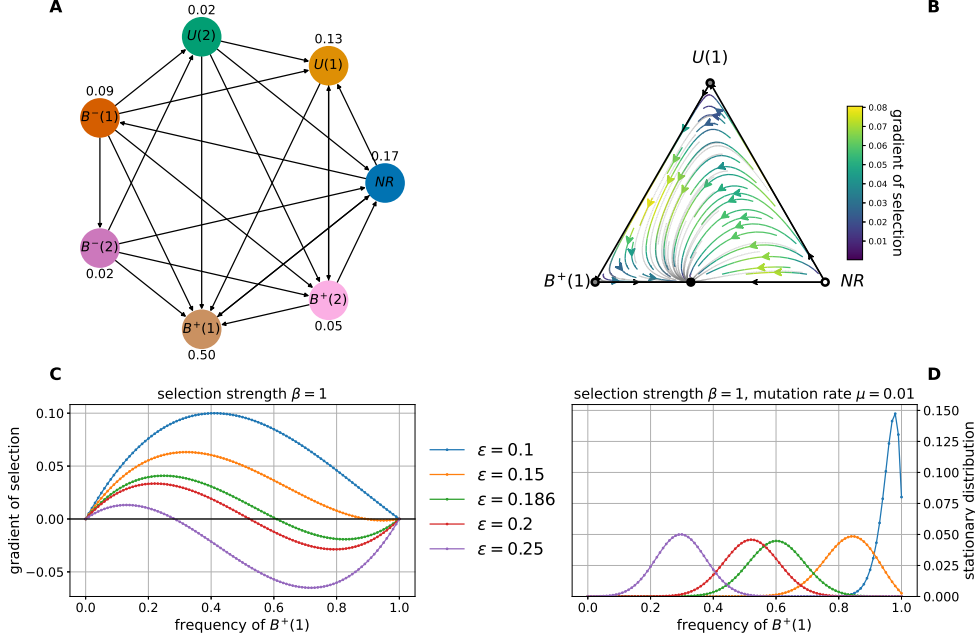 A
B
0.02
U(2)
0.13
U(1)
0.09
B⁻(1)
0.17
NR
B⁻(2)
0.02
B⁺(2)
0.05
B⁺(1)
0.50
U(1)
B⁺(1)
NR
0.08
0.07
0.06
0.05
0.04
0.03
0.02
0.01
gradient of selection
C
selection strength β = 1
0.10
0.05
0.00
−0.05
gradient of selection
0.0 0.2 0.4 0.6 0.8 1.0
frequency of B⁺(1)
ε = 0.1
ε = 0.15
ε = 0.186
ε = 0.2
ε = 0.25
D
selection strength β = 1, mutation rate μ = 0.01
0.150
0.125
0.100
0.075
0.050
0.025
0.000
stationary distribution
0.0 0.2 0.4 0.6 0.8 1.0
frequency of B⁺(1)